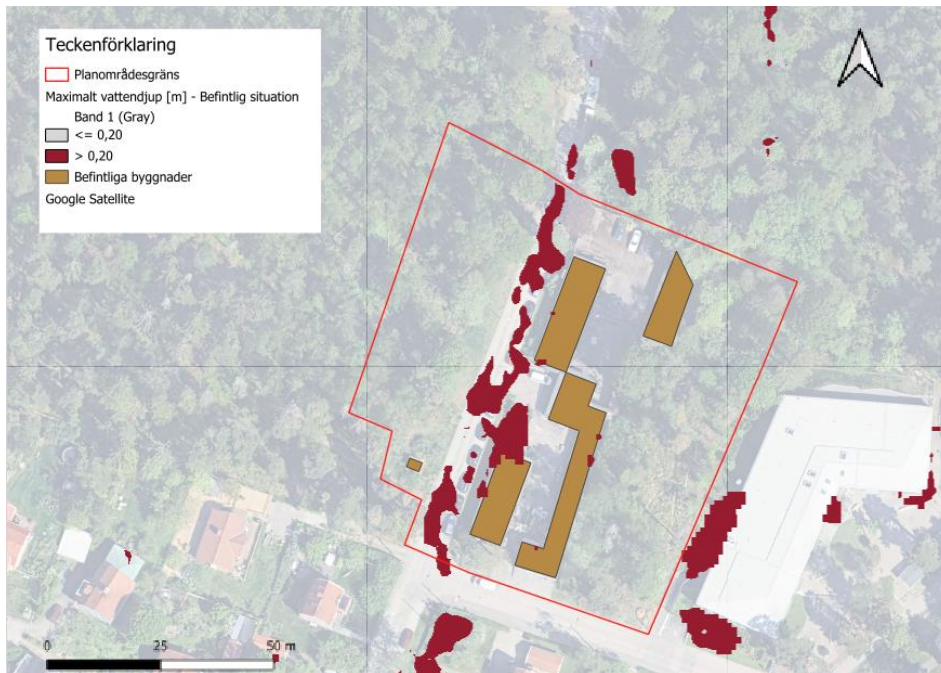 Teckenförklaring
Planområdesgräns
Maximalt vattendjup [m] - Befintlig situation
Band 1 (Gray)
<= 0,20
> 0,20
Befintliga byggnader
Google Satellite
0 25 50 m